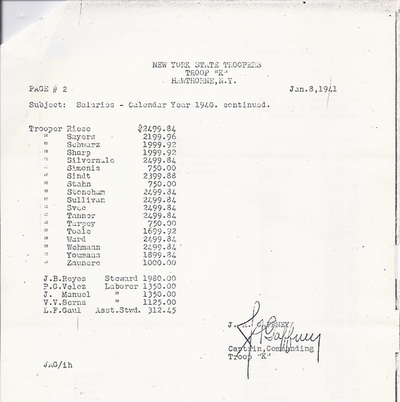 NEW YORK STATE TROOPERS
TROOP "K"
HAWTHORNE, N.Y.
PAGE # 2 Jan.8,1941
Subject: Salaries - Calendar Year 1940. continued.
Trooper Riese $2499.84
" Sayers 2199.96
" Schwarz 1999.92
" Sharp 1999.92
" Silvernale 2499.84
" Simonis 750.00
" Sindt 2399.88
" Stahn 750.00
" Stoneham 2499.84
" Sullivan 2499.84
" Svec 2499.84
" Tanner 2499.84
" Tarpey 750.00
" Toole 1699.92
" Ward 2499.84
" Wehmann 2499.84
" Youmans 1899.84
" 1000.00
J.B.Reyes Steward 1980.00
P.G.Velez Laborer 1350.00
J. Manuel " 1350.00
V.V.Serna " 1125.00
L.F.Gaul Asst.Stwd. 312.45
J. A. GAFFNEY
Captain, Commanding
Troop "K"
JAG/ih